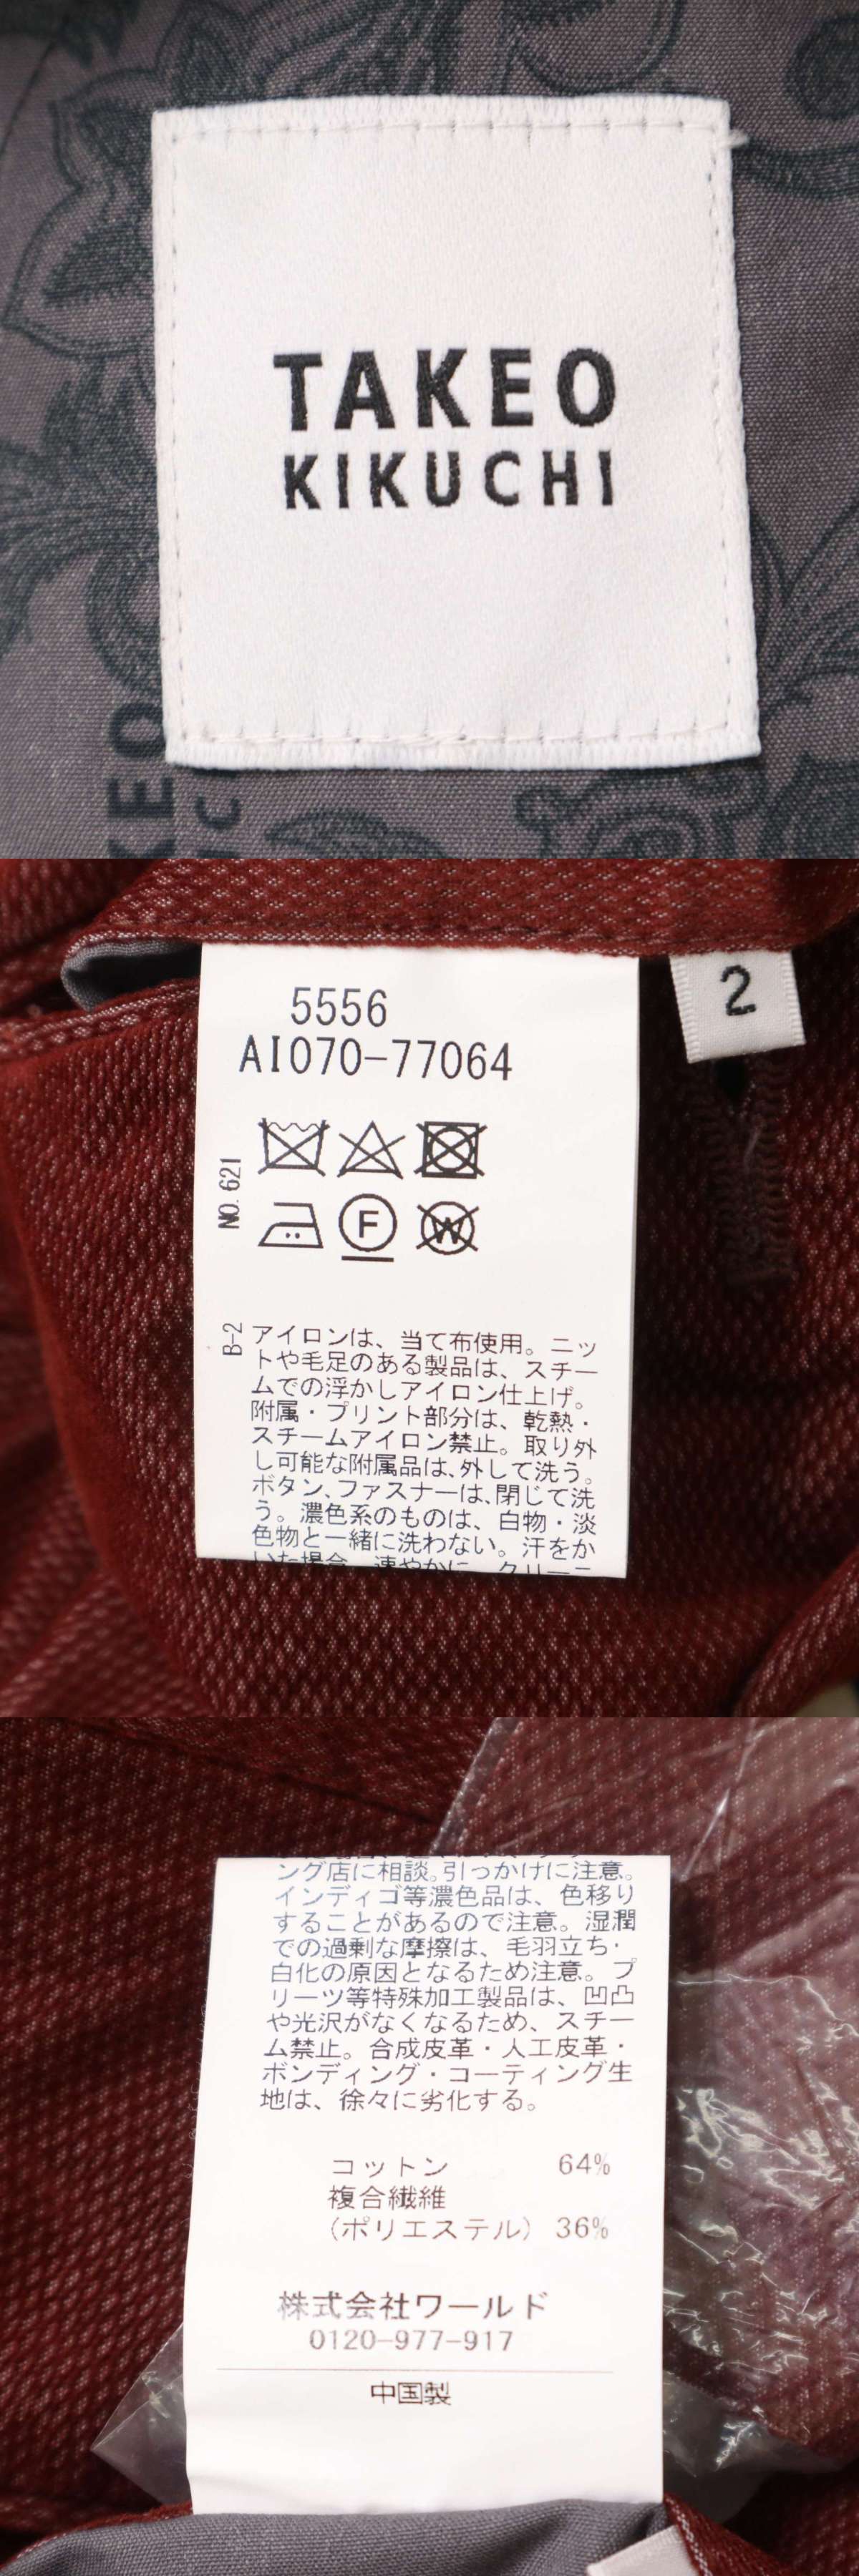 TAKEO
KIKUCHI
KEO
2
5556
AI070-77064
NO. 621
F
W
B-2
アイロンは、当て布使用。ニッ
トや毛足のある製品は、スチー
ムでの浮かしアイロン仕上げ。
附属・プリント部分は、乾熱・
スチームアイロン禁止。取り外
し可能な附属品は、外して洗う。
ボタン、ファスナーは、閉じて洗
う。濃色系のものは、白物・淡
色物と一緒に洗わない。汗をか
いた場合、速やかに、クリーニ
ング店に相談。引っかけに注意。
インディゴ等濃色品は、色移り
することがあるので注意。湿潤
での過剰な摩擦は、毛羽立ち・
白化の原因となるため注意。プ
リーツ等特殊加工製品は、凹凸
や光沢がなくなるため、スチー
ム禁止。合成皮革・人工皮革・
ボンディング・コーティング生
地は、徐々に劣化する。
コットン 64%
複合繊維
(ポリエステル) 36%
株式会社ワールド
0120-977-917
中国製